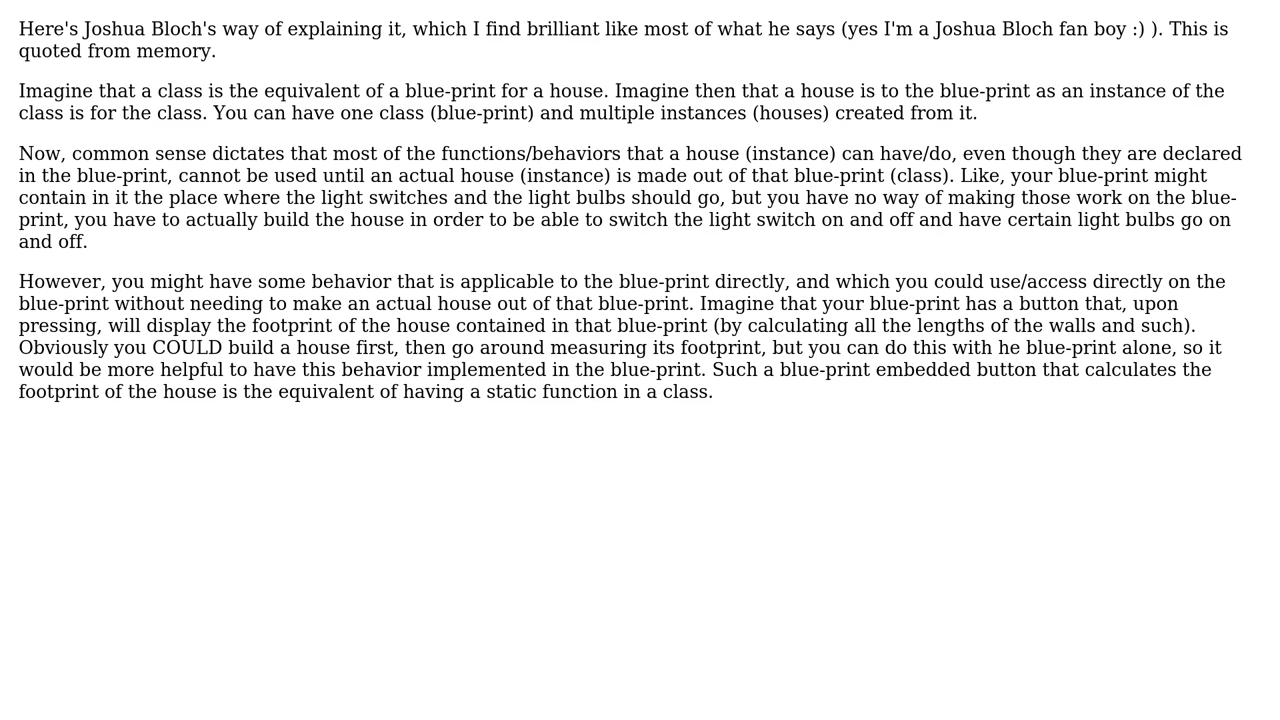 Here's Joshua Bloch's way of explaining it, which I find brilliant like most of what he says (yes I'm a Joshua Bloch fan boy :) ). This is
quoted from memory.
Imagine that a class is the equivalent of a blue-print for a house. Imagine then that a house is to the blue-print as an instance of the
class is for the class. You can have one class (blue-print) and multiple instances (houses) created from it.
Now, common sense dictates that most of the functions/behaviors that a house (instance) can have/do, even though they are declared
in the blue-print, cannot be used until an actual house (instance) is made out of that blue-print (class). Like, your blue-print might
contain in it the place where the light switches and the light bulbs should go, but you have no way of making those work on the blue-
print, you have to actually build the house in order to be able to switch the light switch on and off and have certain light bulbs go on
and off.
However, you might have some behavior that is applicable to the blue-print directly, and which you could use/access directly on the
blue-print without needing to make an actual house out of that blue-print. Imagine that your blue-print has a button that, upon
pressing, will display the footprint of the house contained in that blue-print (by calculating all the lengths of the walls and such).
Obviously you COULD build a house first, then go around measuring its footprint, but you can do this with he blue-print alone, so it
would be more helpful to have this behavior implemented in the blue-print. Such a blue-print embedded button that calculates the
footprint of the house is the equivalent of having a static function in a class.